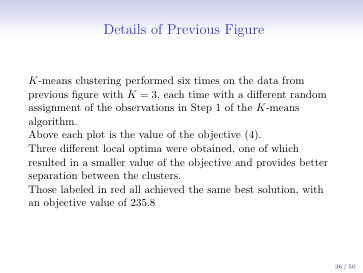 Details of Previous Figure
K-means clustering performed six times on the data from
previous figure with K = 3, each time with a different random
assignment of the observations in Step 1 of the K-means
algorithm.
Above each plot is the value of the objective (4).
Three different local optima were obtained, one of which
resulted in a smaller value of the objective and provides better
separation between the clusters.
Those labeled in red all achieved the same best solution, with
an objective value of 235.8
36 / 50